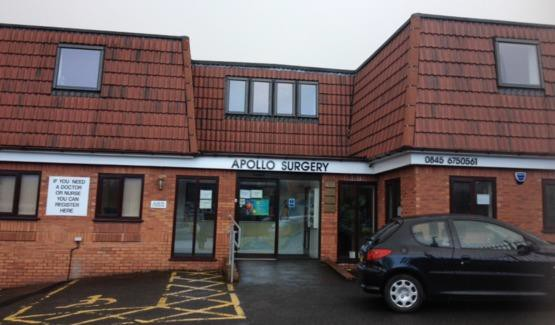 APOLLO SURGERY
0845 6750561
IF YOU NEED
A DOCTOR
OR NURSE
YOU CAN
REGISTER
HERE